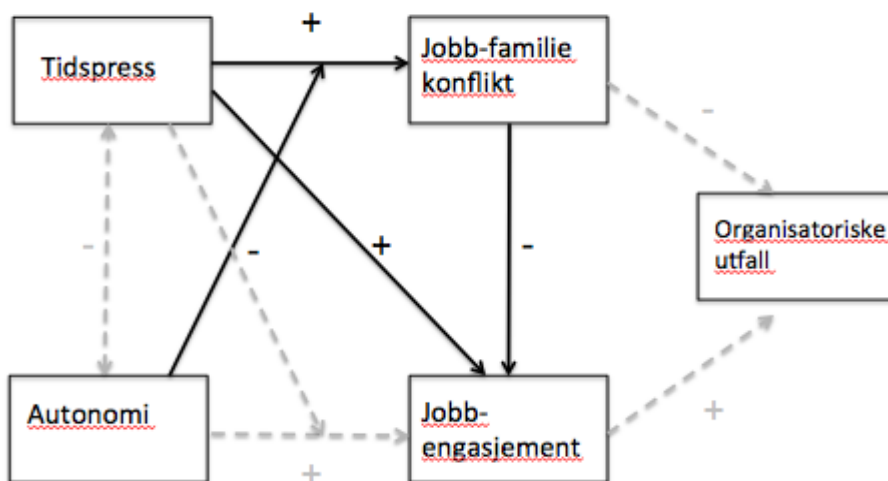 +
Tidspress
Jobb-familie
konflikt
-
Organisatoriske
utfall
-
-
+
-
Autonomi
Jobb-
engasjement
+
+